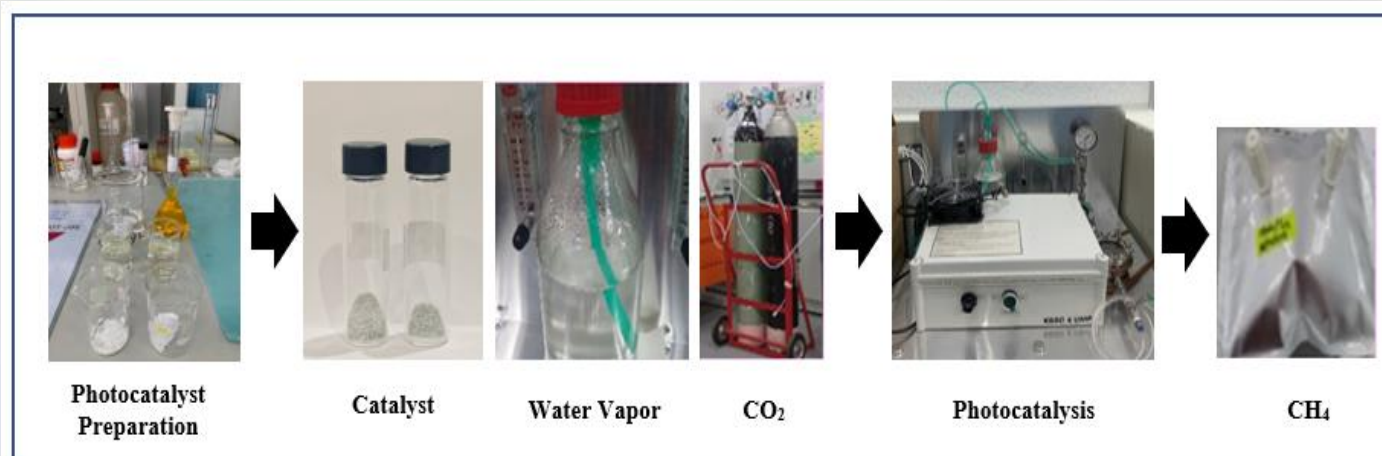 Photocatalyst
Preparation
Catalyst
Water Vapor
CO₂
Photocatalysis
CH₄